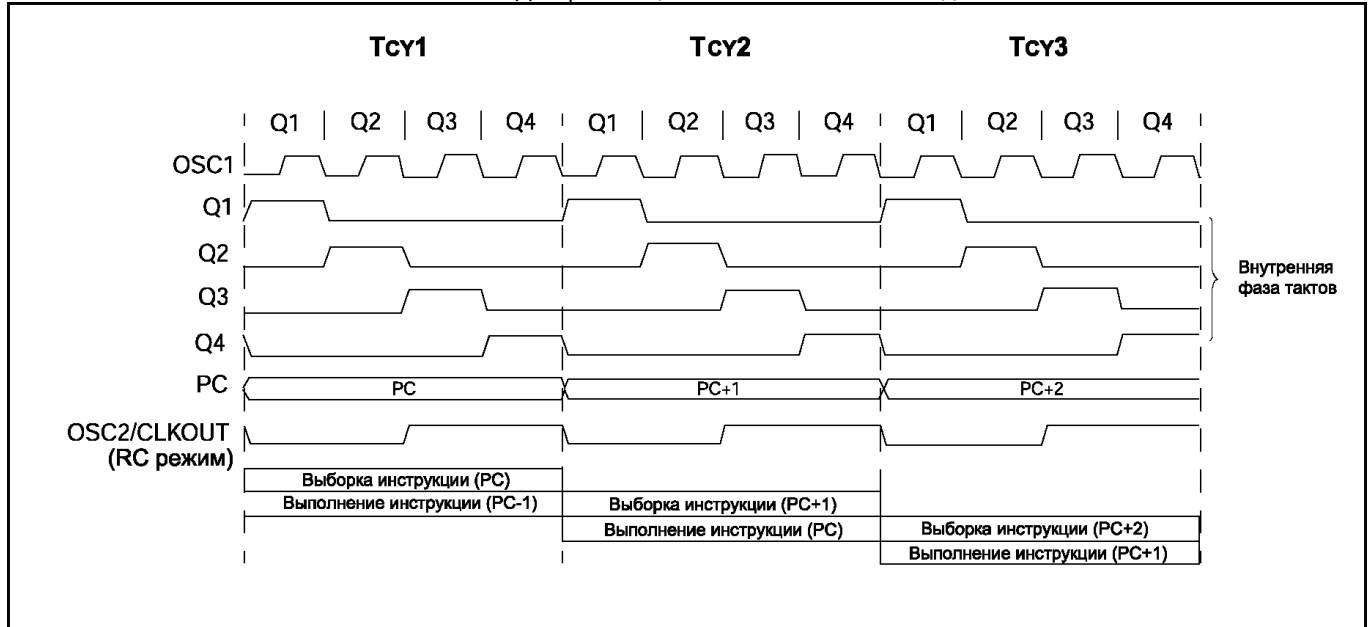 TCY1 TCY2 TCY3
Q1 Q2 Q3 Q4 Q1 Q2 Q3 Q4 Q1 Q2 Q3 Q4
OSC1
Q1
Q2
Q3
Q4
Внутренняя
фаза тактов
PC PC PC+1 PC+2
OSC2/CLKOUT
(RC режим)
Выборка инструкции (PC)
Выполнение инструкции (PC-1) Выборка инструкции (PC+1)
Выполнение инструкции (PC) Выборка инструкции (PC+2)
Выполнение инструкции (PC+1)